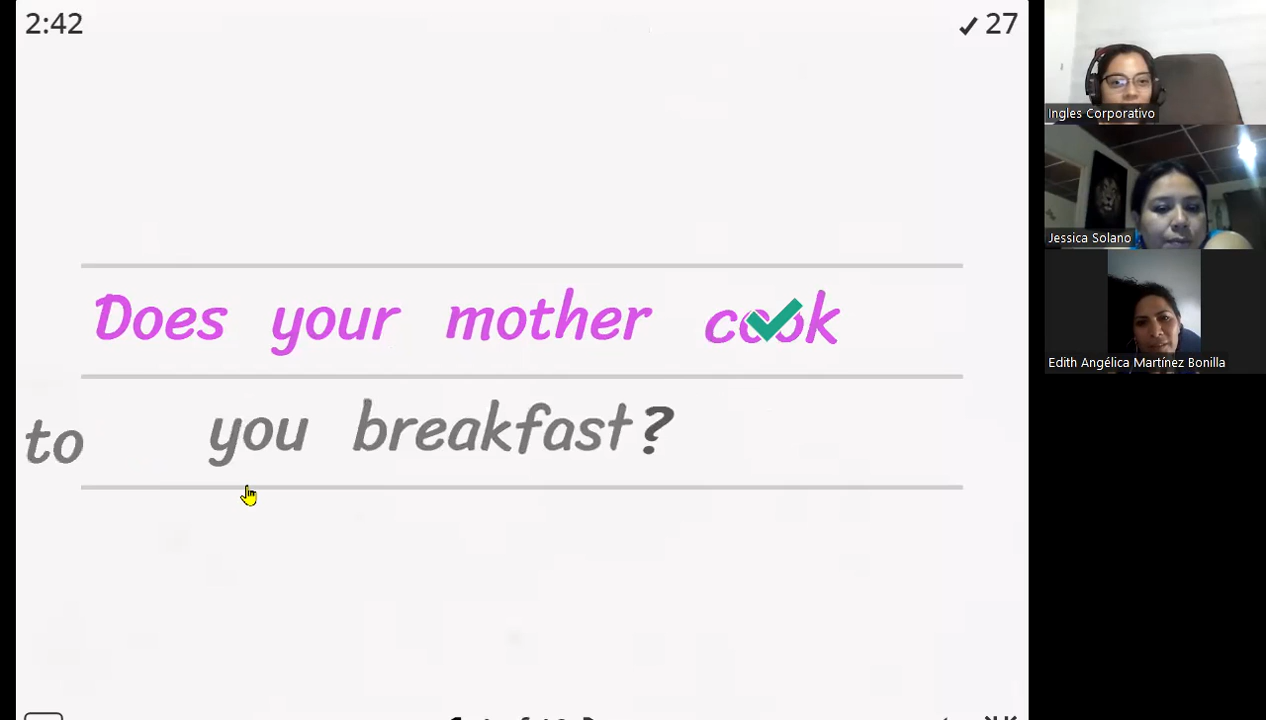 2:42
✓ 27
Ingles Corporativo
Jessica Solano
Edith Angélica Martínez Bonilla
Does your mother cook
to you breakfast?